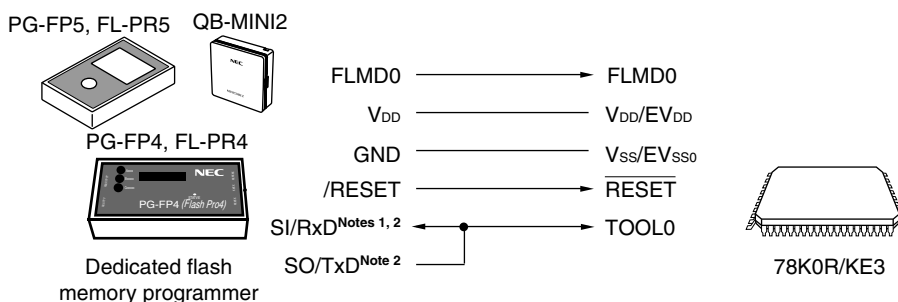 PG-FP5, FL-PR5
QB-MINI2
NEC
PG-FP4, FL-PR4
NEC
PG-FP4 (Flash Pro4)
Dedicated flash
memory programmer
FLMD0 FLMD0
VDD VDD/EVDD
GND VSS/EVSS0
/RESET RESET
SI/RxDNotes 1, 2 TOOL0
SO/TxDNote 2
78K0R/KE3